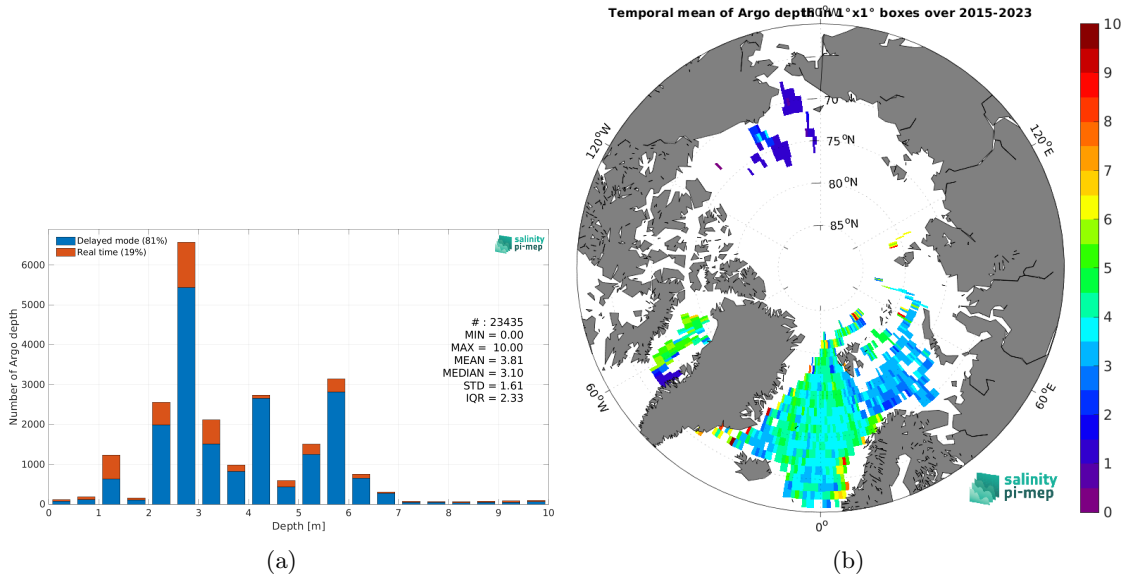 Number of Argo depth
6000
5000
4000
3000
2000
1000
0
Delayed mode (81%)
Real time (19%)
salinity
pi-mep
# : 23435
MIN = 0.00
MAX = 10.00
MEAN = 3.81
MEDIAN = 3.10
STD = 1.61
IQR = 2.33
0 1 2 3 4 5 6 7 8 9 10
Depth [m]
(a)
Temporal mean of Argo depth in 1°x1° boxes over 2015-2023
120°W
120°E
60°W
60°E
0°
70°N
75°N
80°N
85°N
salinity
pi-mep
10
9
8
7
6
5
4
3
2
1
0
(b)